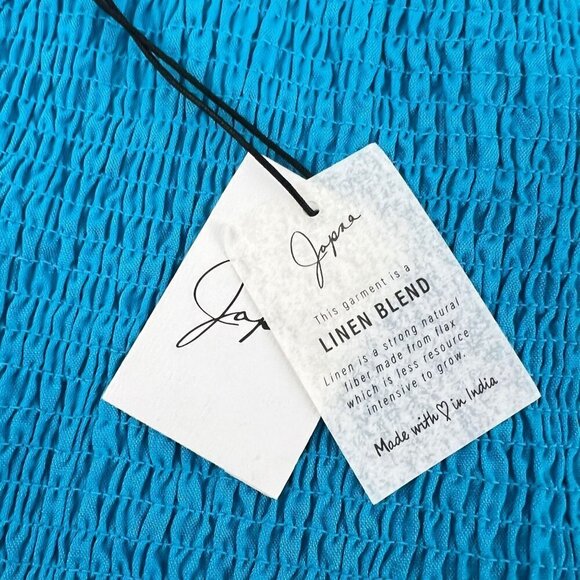 Japna
Jap
This garment is a
LINEN BLEND
Linen is a strong natural
fiber made from flax
which is less resource
intensive to grow.
Made with ♡ in India